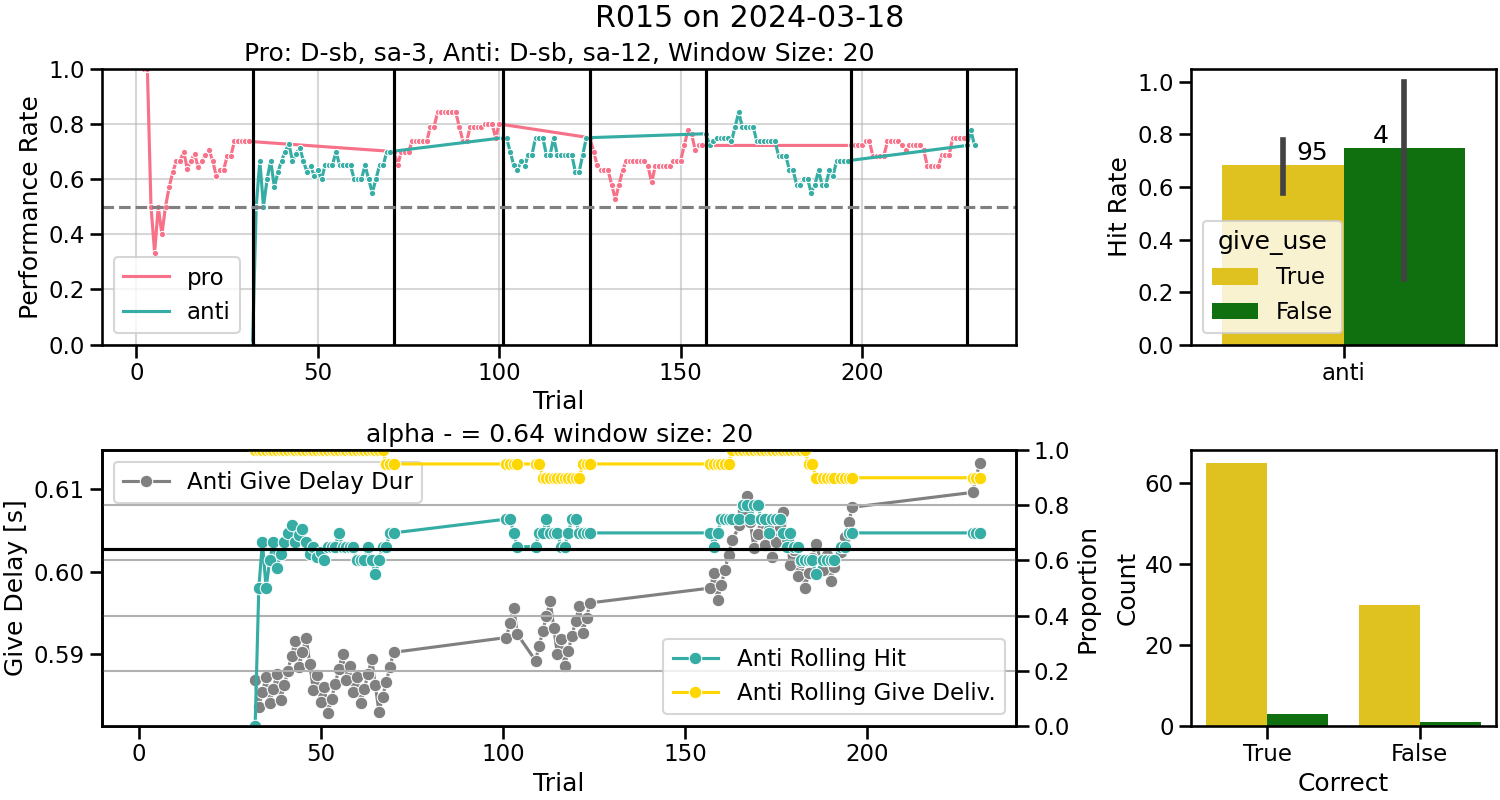 R015 on 2024-03-18
Pro: D-sb, sa-3, Anti: D-sb, sa-12, Window Size: 20
Performance Rate
1.0
0.8
0.6
0.4
0.2
0.0
pro
anti
0
50
100
150
200
Trial
Hit Rate
1.0
0.8
0.6
0.4
0.2
0.0
95
4
give_use
True
False
anti
alpha - = 0.64 window size: 20
Give Delay [s]
0.61
0.60
0.59
Anti Give Delay Dur
1.0
0.8
0.6
0.4
0.2
0.0
Proportion
Anti Rolling Hit
Anti Rolling Give Deliv.
0
50
100
150
200
Trial
Count
60
40
20
0
True
False
Correct